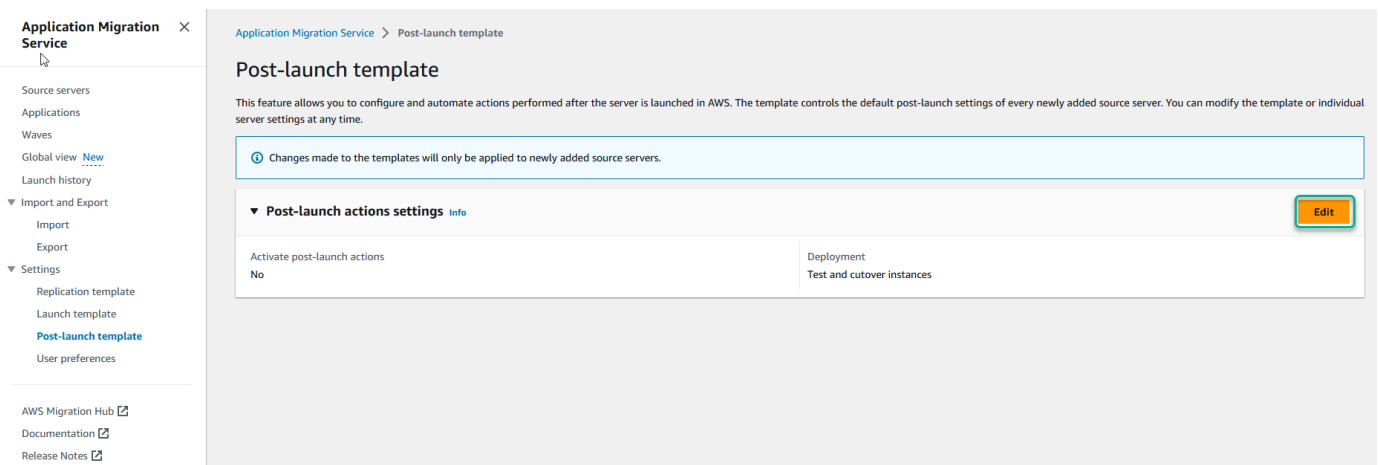 Application Migration
Service
Source servers
Applications
Waves
Global view New
Launch history
Import and Export
Import
Export
Settings
Replication template
Launch template
Post-launch template
User preferences
AWS Migration Hub
Documentation
Release Notes
Application Migration Service > Post-launch template
Post-launch template
This feature allows you to configure and automate actions performed after the server is launched in AWS. The template controls the default post-launch settings of every newly added source server. You can modify the template or individual
server settings at any time.
Changes made to the templates will only be applied to newly added source servers.
Post-launch actions settings Info
Edit
Activate post-launch actions
No
Deployment
Test and cutover instances